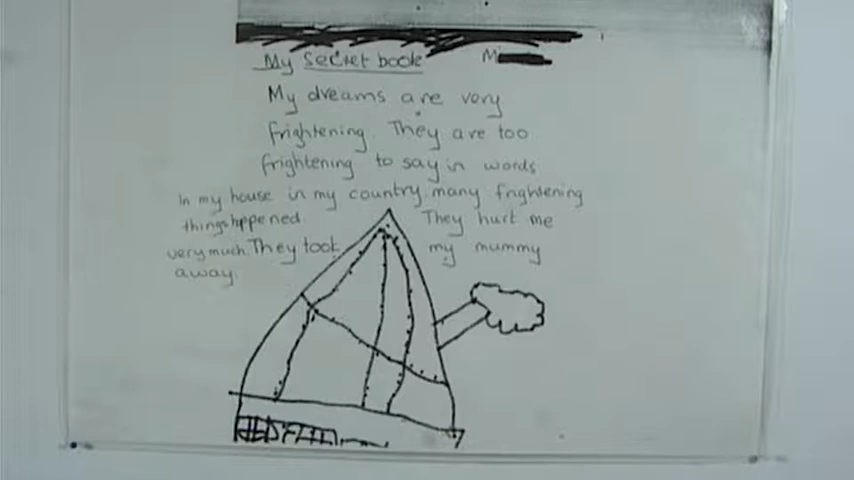 My secret book
My dreams are very
frightening. They are too
frightening to say in words
In my house in my country many frightening
things hppened. They hurt me
very much. They took my mummy
away.